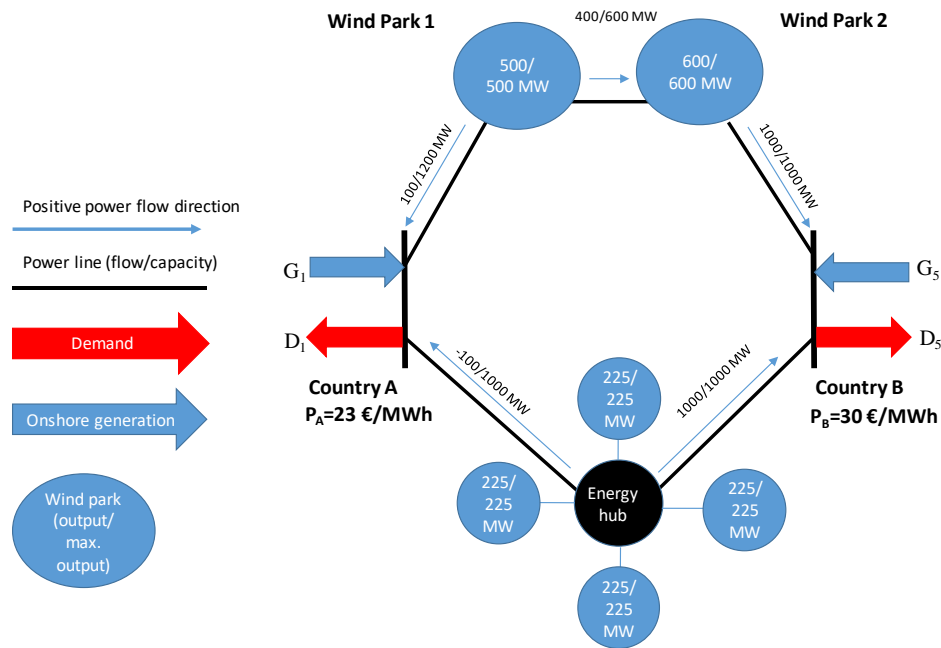 Wind Park 1
400/600 MW
Wind Park 2
500/
500 MW
600/
600 MW
100/1200 MW
1000/1000 MW
Positive power flow direction
Power line (flow/capacity)
Demand
Onshore generation
Wind park
(output/
max.
output)
G1
G5
D1
D5
-100/1000 MW
1000/1000 MW
Country A
PA=23 €/MWh
Country B
PB=30 €/MWh
225/
225
MW
225/
225
MW
Energy
hub
225/
225
MW
225/
225
MW